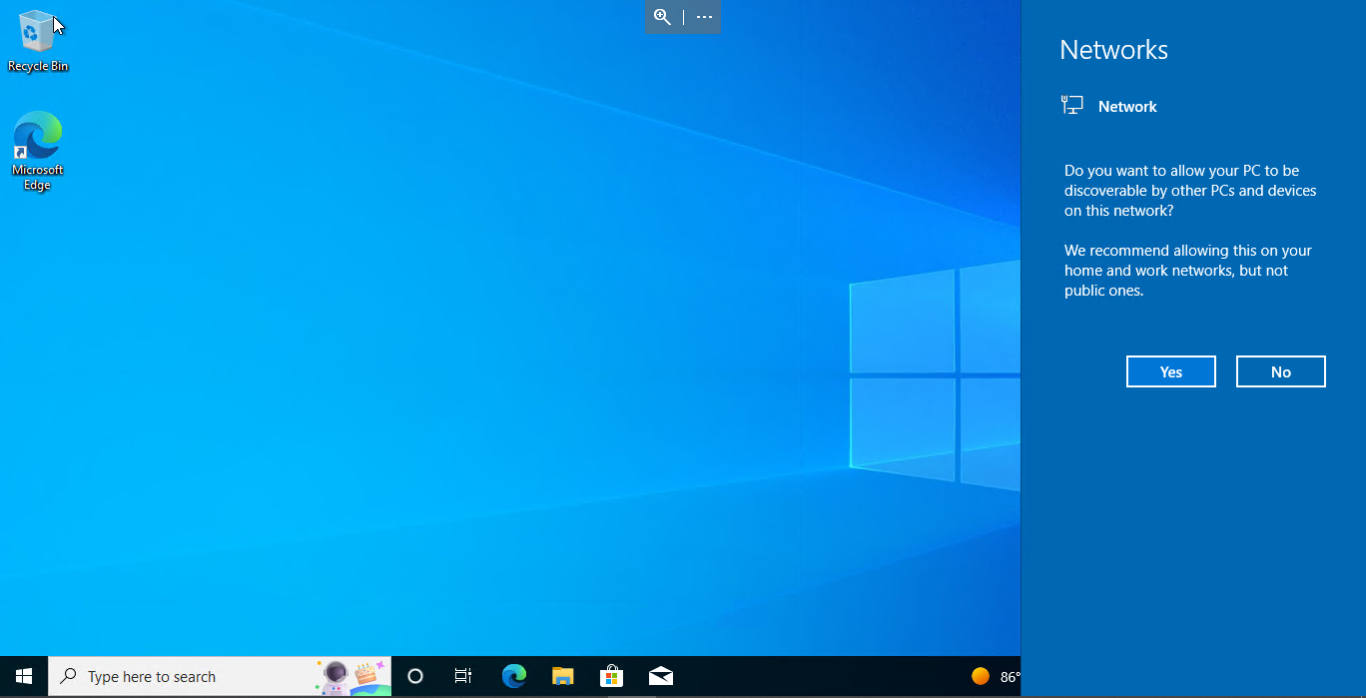 Recycle Bin
Microsoft
Edge
Networks
Network
Do you want to allow your PC to be
discoverable by other PCs and devices
on this network?
We recommend allowing this on your
home and work networks, but not
public ones.
Yes
No
Type here to search
86°